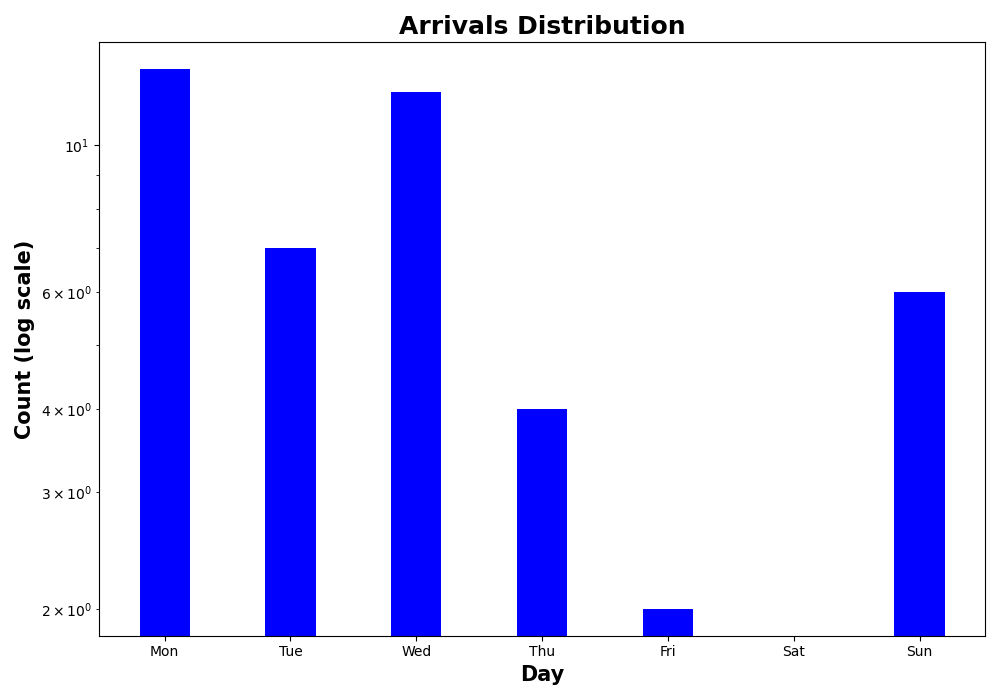 Arrivals Distribution
Count (log scale)
10¹
6 × 10⁰
4 × 10⁰
3 × 10⁰
2 × 10⁰
Mon Tue Wed Thu Fri Sat Sun
Day